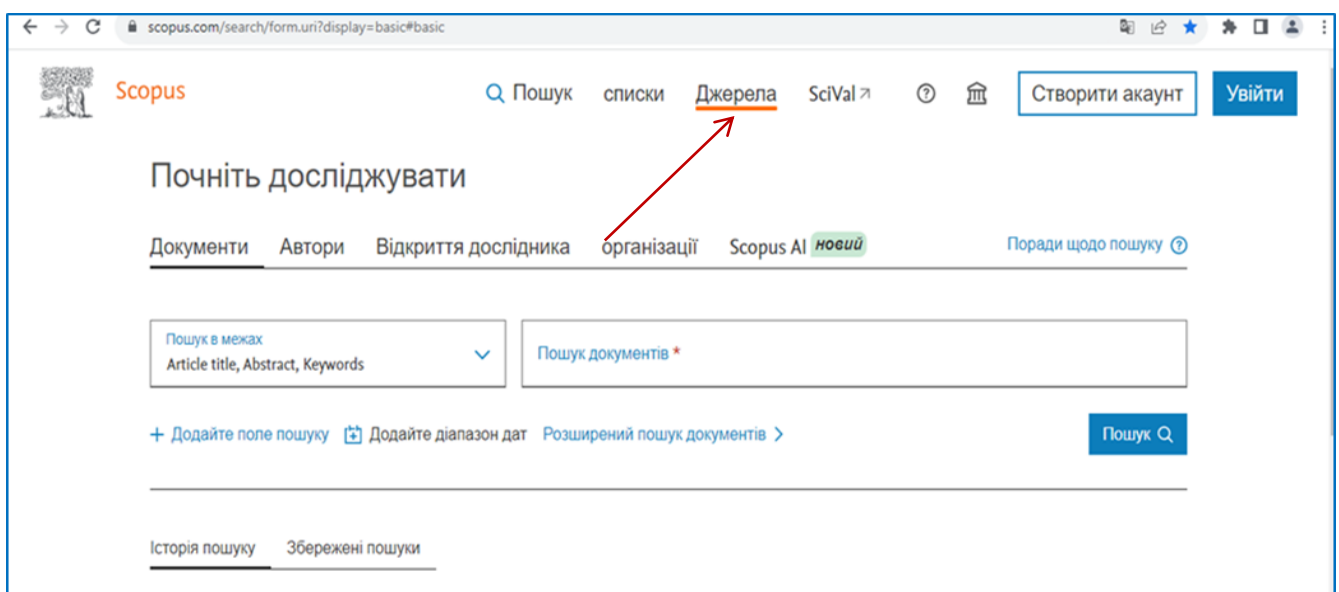 scopus.com/search/form.uri?display=basic#basic
Scopus Пошук списки Джерела SciVal Створити акаунт Увійти
Почніть досліджувати
Документи Автори Відкриття дослідника організації Scopus AI новий Поради щодо пошуку
Пошук в межах
Article title, Abstract, Keywords
Пошук документів *
Додайте поле пошуку Додайте діапазон дат Розширений пошук документів
Пошук
Історія пошуку Збережені пошуки